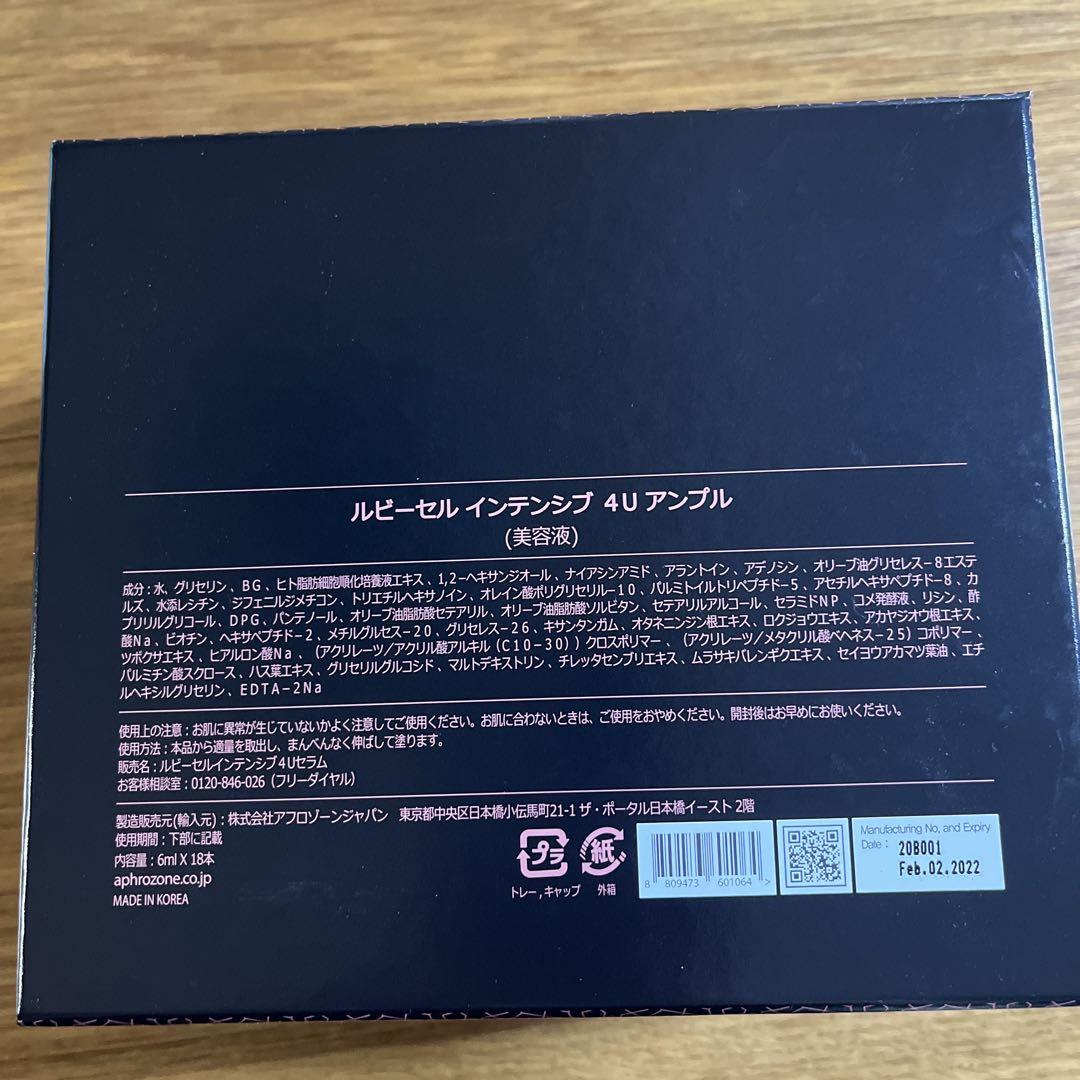 ルビーセル インテンシブ 4U アンプル
(美容液)
成分：水、グリセリン、BG、ヒト脂肪細胞順化培養液エキス、1,2－ヘキサンジオール、ナイアシンアミド、アラントイン、アデノシン、オリーブ油グリセレス－8エステ
ルズ、水添レシチン、ジフェニルジメチコン、トリエチルヘキサノイン、オレイン酸ポリグリセリル－10、パルミトイルトリペプチド－5、アセチルヘキサペプチド－8、カ
プリリルグリコール、DPG、パンテノール、オリーブ油脂肪酸セテアリル、オリーブ油脂肪酸ソルビタン、セテアリルアルコール、セラミドNP、コメ発酵液、リシン、酢
酸Na、ビオチン、ヘキサペプチド－2、メチルグルセス－20、グリセレス－26、キサンタンガム、オタネニンジン根エキス、ロクジョウエキス、アカヤジオウ根エキス、
ツボクサエキス、ヒアルロン酸Na、（アクリレーツ／アクリル酸アルキル（C10－30））クロスポリマー、（アクリレーツ／メタクリル酸ベヘネス－25）コポリマー、
パルミチン酸スクロース、ハス葉エキス、グリセリルグルコシド、マルトデキストリン、チレッタセンブリエキス、ムラサキバレンギクエキス、セイヨウアカマツ葉油、エチ
ルヘキシルグリセリン、EDTA－2Na
使用上の注意：お肌に異常が生じていないかよく注意してご使用ください。お肌に合わないときは、ご使用をおやめください。開封後はお早めにお使いください。
使用方法：本品から適量を取出し、まんべんなく伸ばして塗ります。
販売名：ルビーセルインテンシブ4Uセラム
お客様相談室：0120-846-026（フリーダイヤル）
製造販売元(輸入元)：株式会社アフロゾーンジャパン 東京都中央区日本橋小伝馬町21-1 ザ・ポータル日本橋イースト 2階
使用期間：下部に記載
内容量：6ml X 18本
aphrozone.co.jp
MADE IN KOREA
プラ
トレー，キャップ
紙
外箱
8 809473 601064 >
Manufacturing No, and Expiry
Date： 20B001
Feb.02.2022